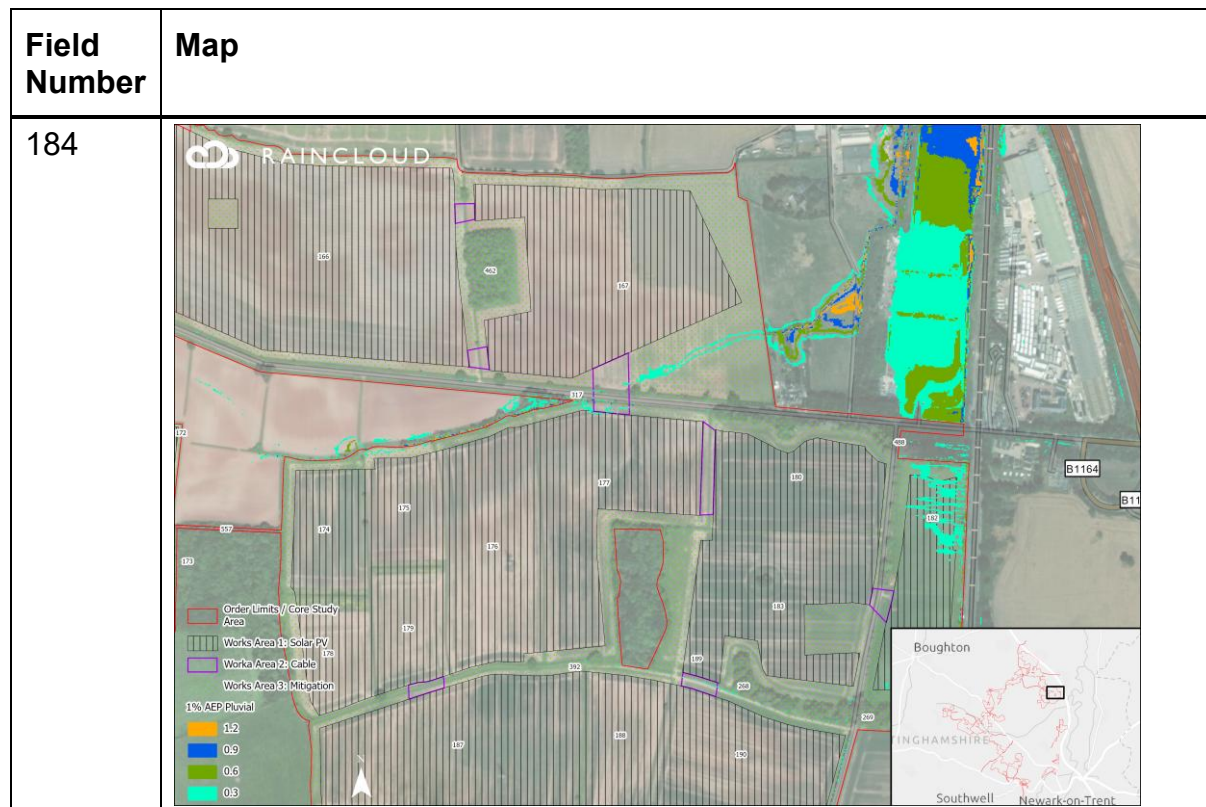 Field Number
Map
184
RAINCLOUD
166
462
167
317
172
488
B1164
B11
180
177
175
174
182
176
557
171
183
179
178
189
392
268
269
187
188
190
Order Limits / Core Study
Area
Works Area 1: Solar PV
Worka Area 2: Cable
Works Area 3: Mitigation
1% AEP Pluvial
1.2
0.9
0.6
0.3
N
Boughton
TINGHAMSHIRE
Southwell
Newark-on-Trent